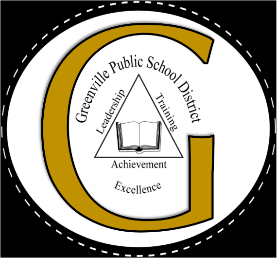 G
Greenville Public School District
Leadership
Training
Achievement
Excellence